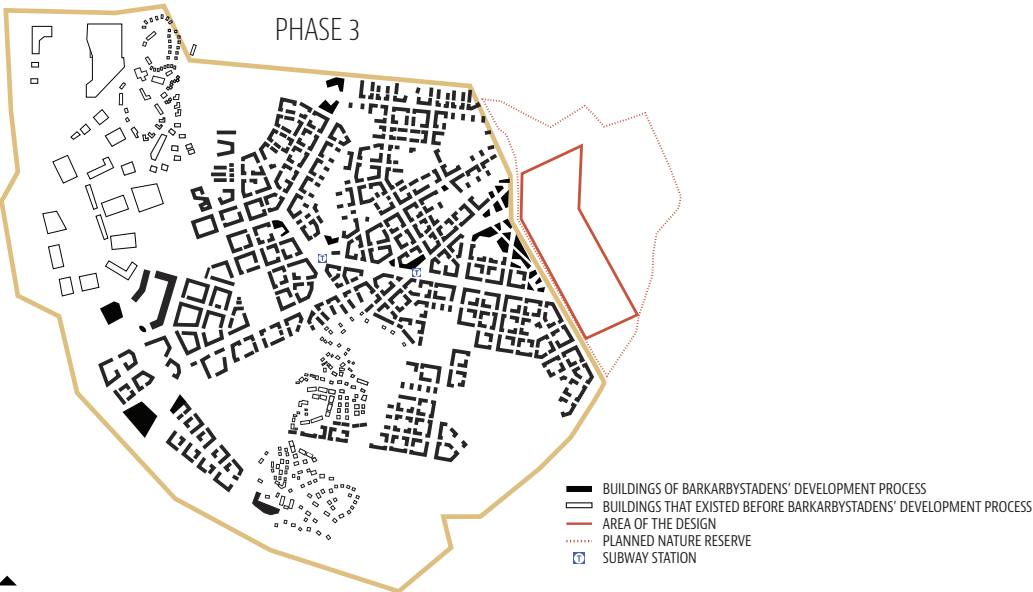 PHASE 3
T
T
BUILDINGS OF BARKARBYSTADENS' DEVELOPMENT PROCESS
BUILDINGS THAT EXISTED BEFORE BARKARBYSTADENS' DEVELOPMENT PROCESS
AREA OF THE DESIGN
PLANNED NATURE RESERVE
T SUBWAY STATION